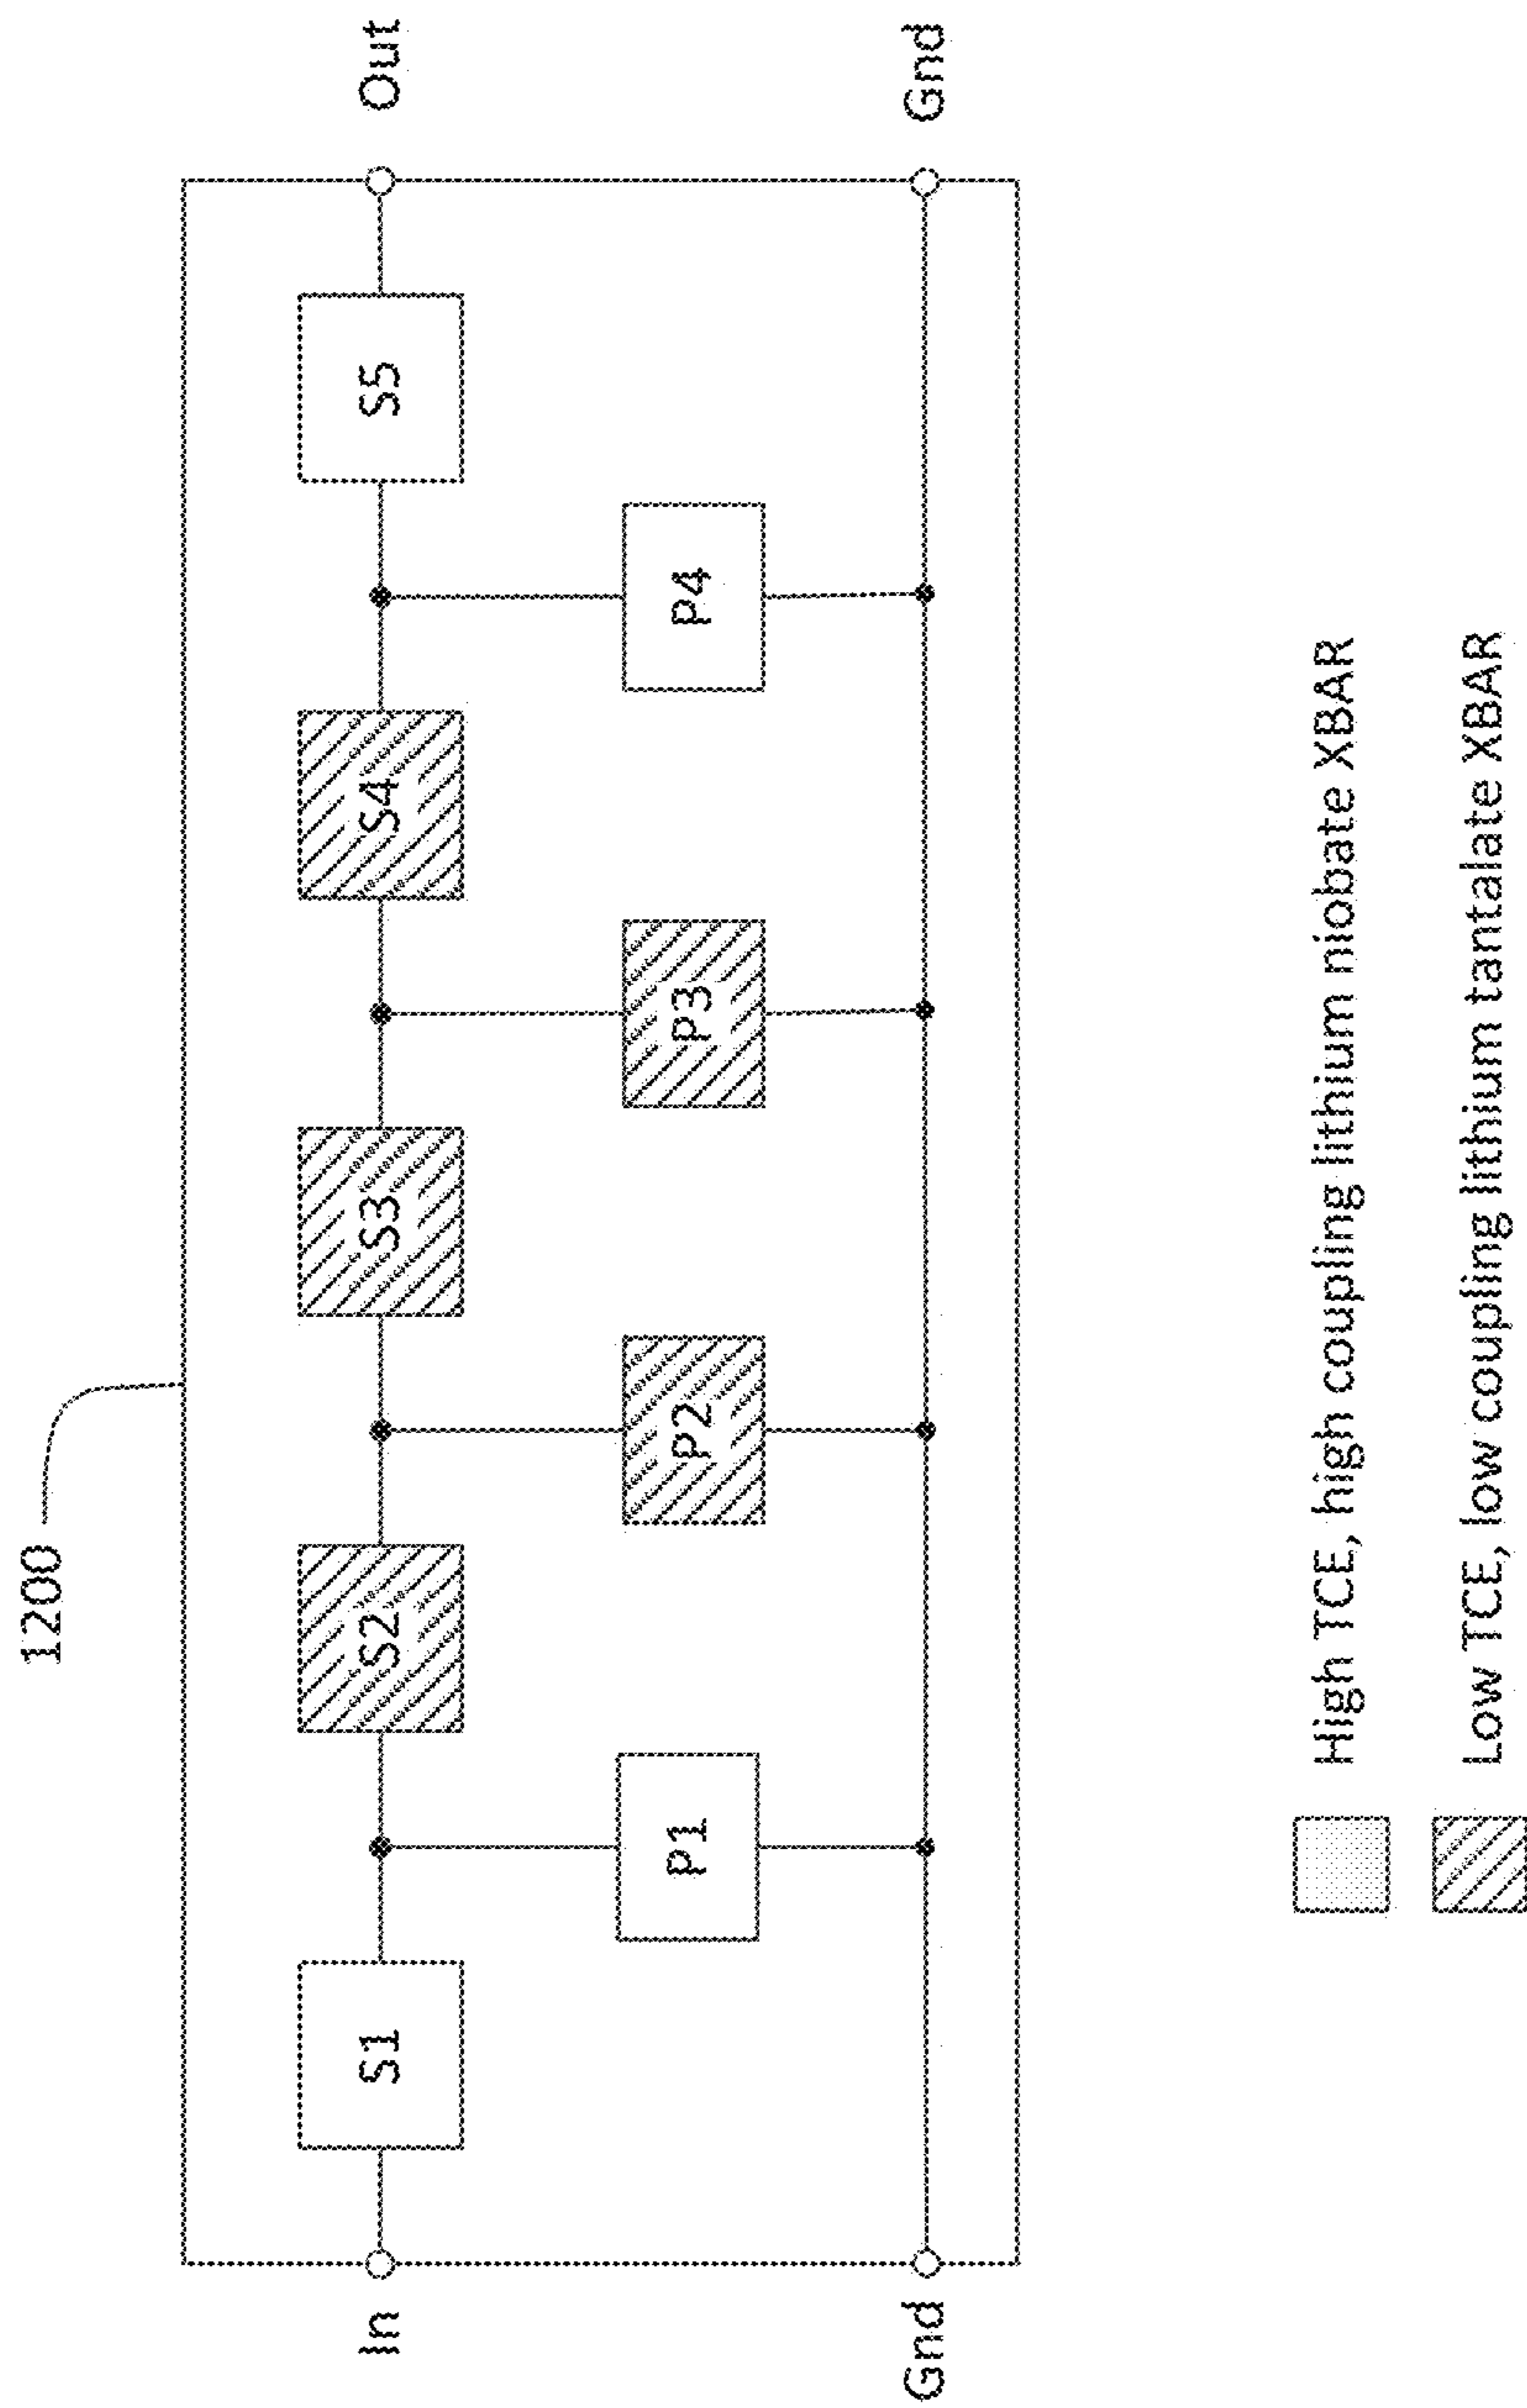 1200
In
S1
S2
S3
S4
S5
Out
P1
P2
P3
P4
Gnd
Gnd
High TCE, high coupling lithium niobate XBAR
Low TCE, low coupling lithium tantalate XBAR